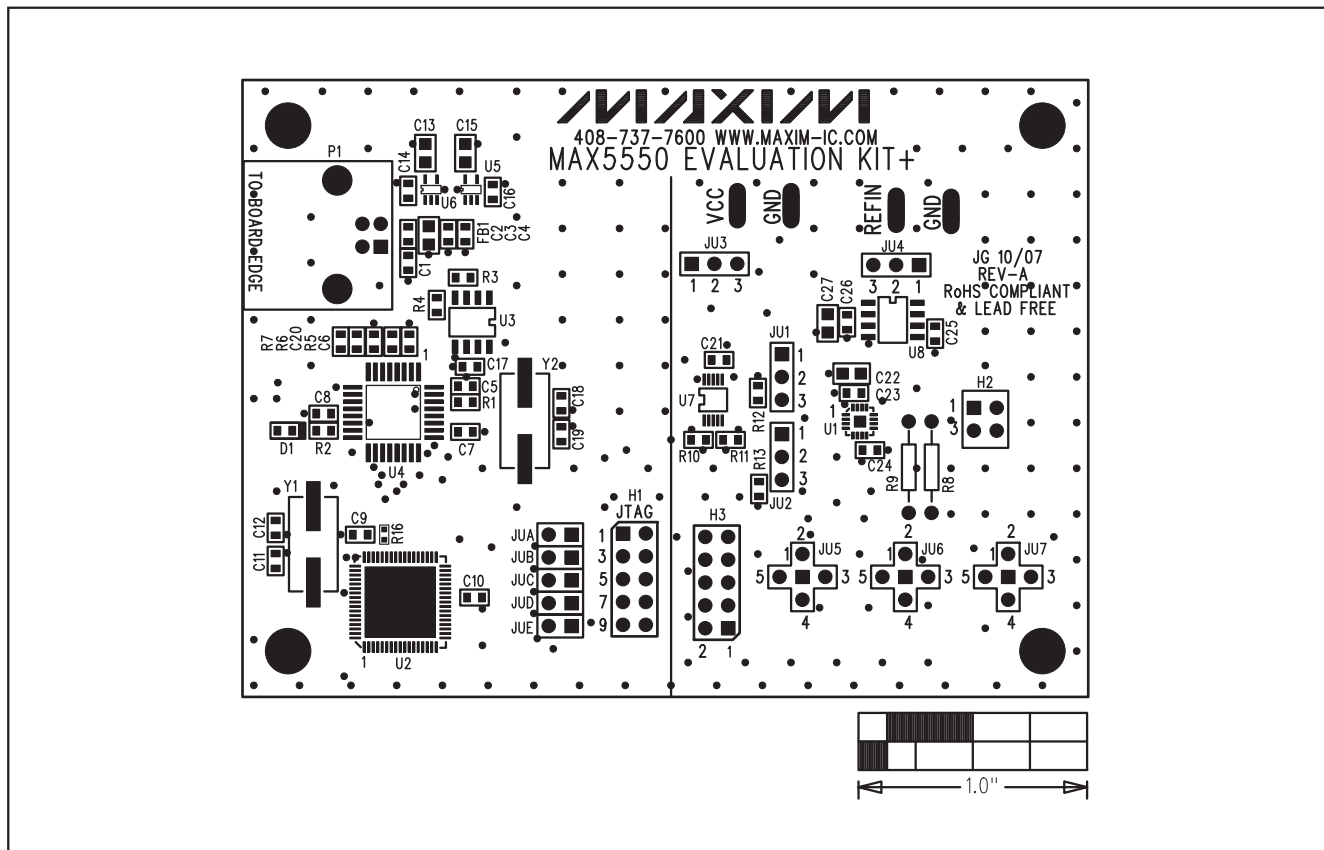 MAXIM
408-737-7600 WWW.MAXIM-IC.COM
MAX5550 EVALUATION KIT+
C13 C15
P1
C14
U5
U6
C16
TO BOARD EDGE
FB1
C2
C3
C4
C1
VCC GND REFIN GND
JU3
1 2 3
JU4
3 2 1
JG 10/07
REV-A
RoHS COMPLIANT
& LEAD FREE
R3
R4
U3
C27
C26
U8
C25
R7
R6
C20
R5
C6
1
C17
Y2
C5
R1
C18
C19
C7
C8
D1 R2
U4
C21
U7
R10 R11
R12
JU1
1
2
3
R13
1
2
3
JU2
C22
C23
1
U1
C24
R9
R8
H2
1
3
Y1
C12
C11
C9
R16
C10
1 U2
JUA
JUB
JUC
JUD
JUE
H1
JTAG
1
3
5
7
9
H3
2 1
2
1 JU5
5 3
4
2
1 JU6
5 3
4
2
1 JU7
5 3
4
1.0"